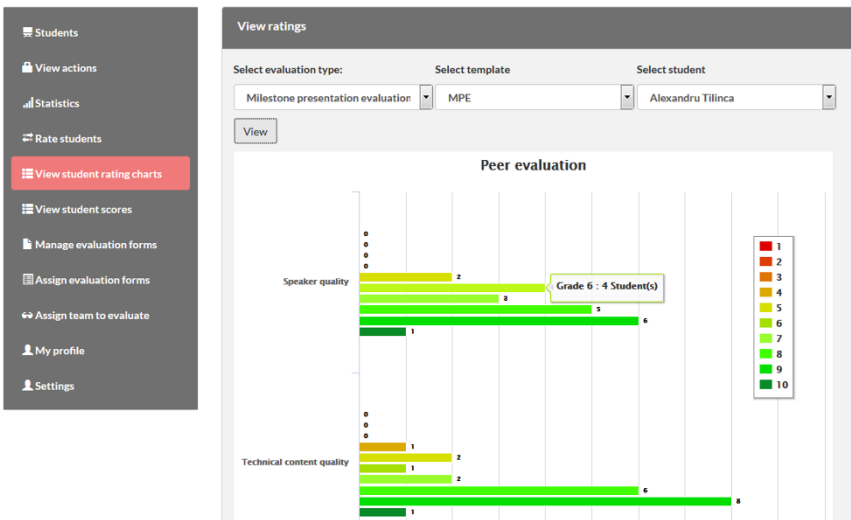 Students
View actions
Statistics
Rate students
View student rating charts
View student scores
Manage evaluation forms
Assign evaluation forms
Assign team to evaluate
My profile
Settings
View ratings
Select evaluation type: Select template Select student
Milestone presentation evaluation MPE Alexandru Tilinca
View
Peer evaluation
0
0
0
0
Speaker quality
2
Grade 6 : 4 Student(s)
3
5
6
1
1
2
3
4
5
6
7
8
9
10
0
0
0
1
Technical content quality
2
1
2
6
8
1